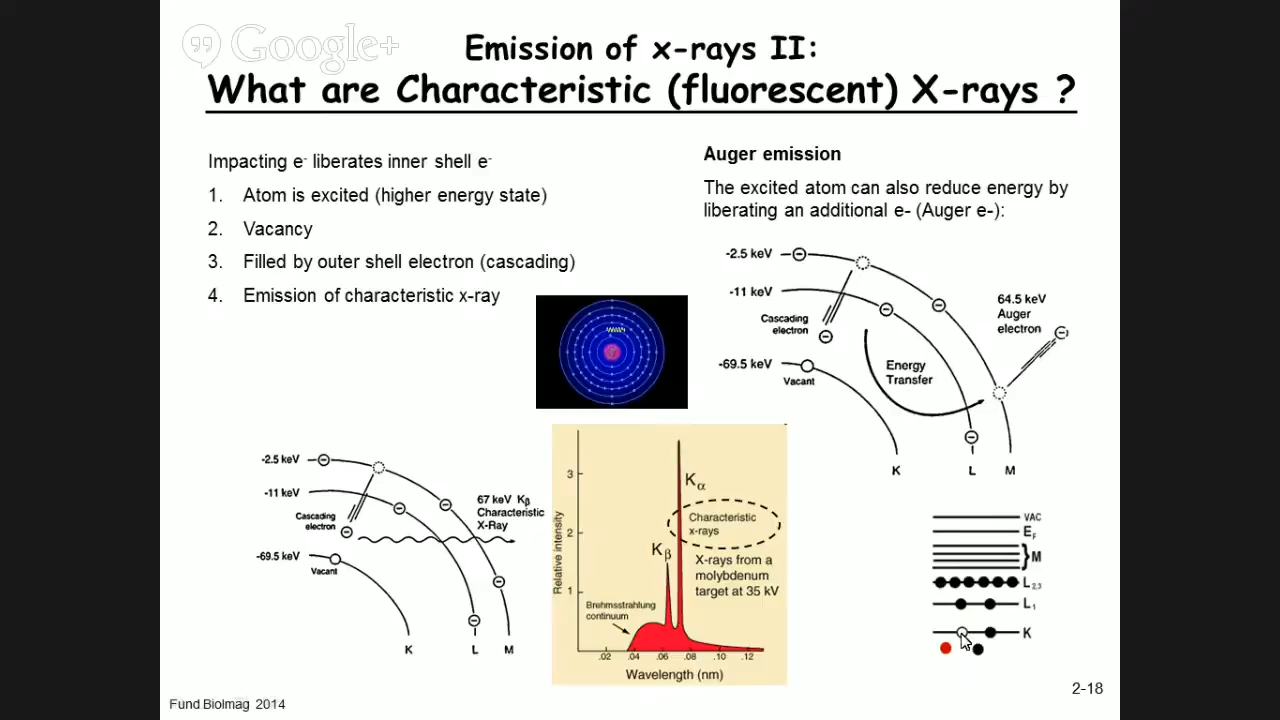 Google+
Emission of x-rays II:
What are Characteristic (fluorescent) X-rays ?
Impacting e- liberates inner shell e-
1. Atom is excited (higher energy state)
2. Vacancy
3. Filled by outer shell electron (cascading)
4. Emission of characteristic x-ray
Auger emission
The excited atom can also reduce energy by
liberating an additional e- (Auger e-):
-2.5 keV
-11 keV
Cascading
electron
-69.5 keV
Vacant
Energy
Transfer
64.5 keV
Auger
electron
K L M
-2.5 keV
-11 keV
Cascading
electron
-69.5 keV
Vacant
67 keV Kβ
Characteristic
X-Ray
K L M
Relative intensity
3
2
1
Kα
Kβ
Characteristic
x-rays
X-rays from a
molybdenum
target at 35 kV
Brehmsstrahlung
continuum
.02 .04 .06 .08 .10 .12
Wavelength (nm)
VAC
EF
M
L2,3
L1
K
Fund BioImag 2014
2-18